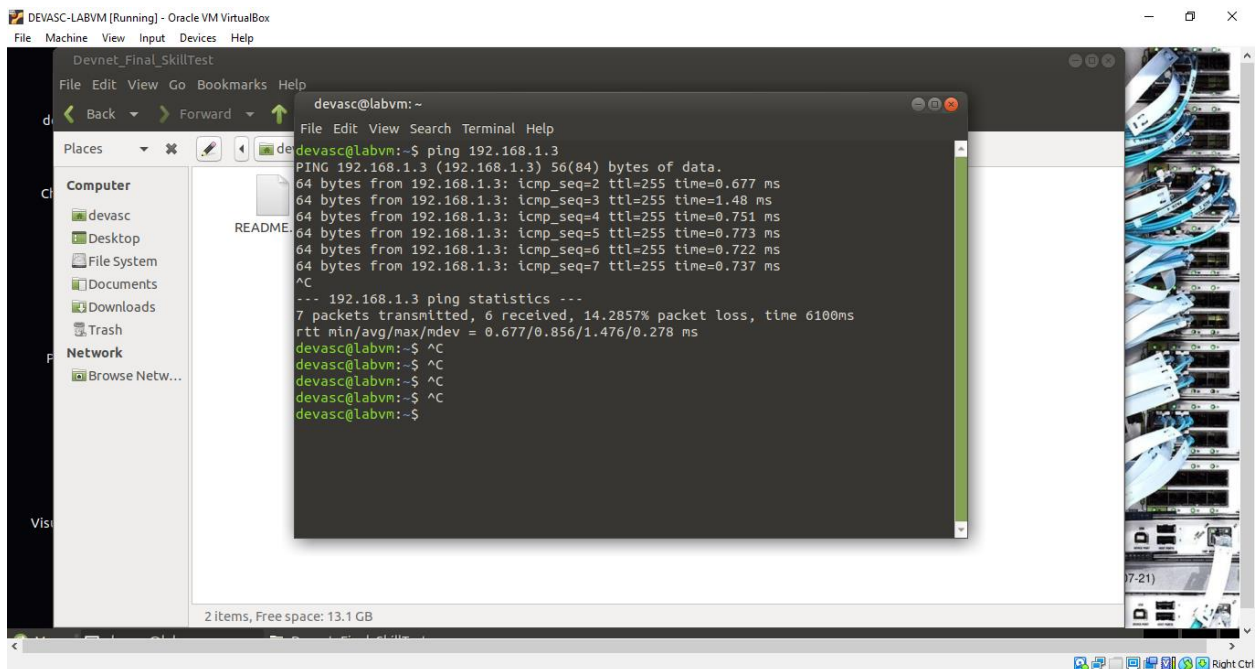 DEVASC-LABVM [Running] - Oracle VM VirtualBox
File Machine View Input Devices Help
Devnet_Final_SkillTest
File Edit View Go Bookmarks Help
Back Forward
Places
Computer
devasc
Desktop
File System
Documents
Downloads
Trash
Network
Browse Netw...
README.
devasc@labvm: ~
File Edit View Search Terminal Help
devasc@labvm:~$ ping 192.168.1.3
PING 192.168.1.3 (192.168.1.3) 56(84) bytes of data.
64 bytes from 192.168.1.3: icmp_seq=2 ttl=255 time=0.677 ms
64 bytes from 192.168.1.3: icmp_seq=3 ttl=255 time=1.48 ms
64 bytes from 192.168.1.3: icmp_seq=4 ttl=255 time=0.751 ms
64 bytes from 192.168.1.3: icmp_seq=5 ttl=255 time=0.773 ms
64 bytes from 192.168.1.3: icmp_seq=6 ttl=255 time=0.722 ms
64 bytes from 192.168.1.3: icmp_seq=7 ttl=255 time=0.737 ms
^C
--- 192.168.1.3 ping statistics ---
7 packets transmitted, 6 received, 14.2857% packet loss, time 6100ms
rtt min/avg/max/mdev = 0.677/0.856/1.476/0.278 ms
devasc@labvm:~$ ^C
devasc@labvm:~$ ^C
devasc@labvm:~$ ^C
devasc@labvm:~$ ^C
devasc@labvm:~$
2 items, Free space: 13.1 GB
07-21)
Right Ctrl